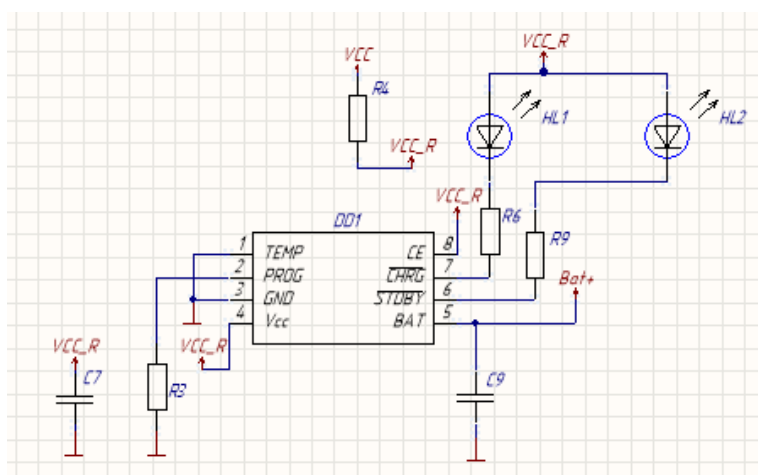 VCC
R4
VCC_R
VCC_R
HL1
HL2
VCC_R
R6
R9
DD1
1 TEMP CE 8
2 PROG CHRG 7
3 GND STDBY 6
4 Vcc BAT 5
Bat+
VCC_R
VCC_R
C7
R3
C9